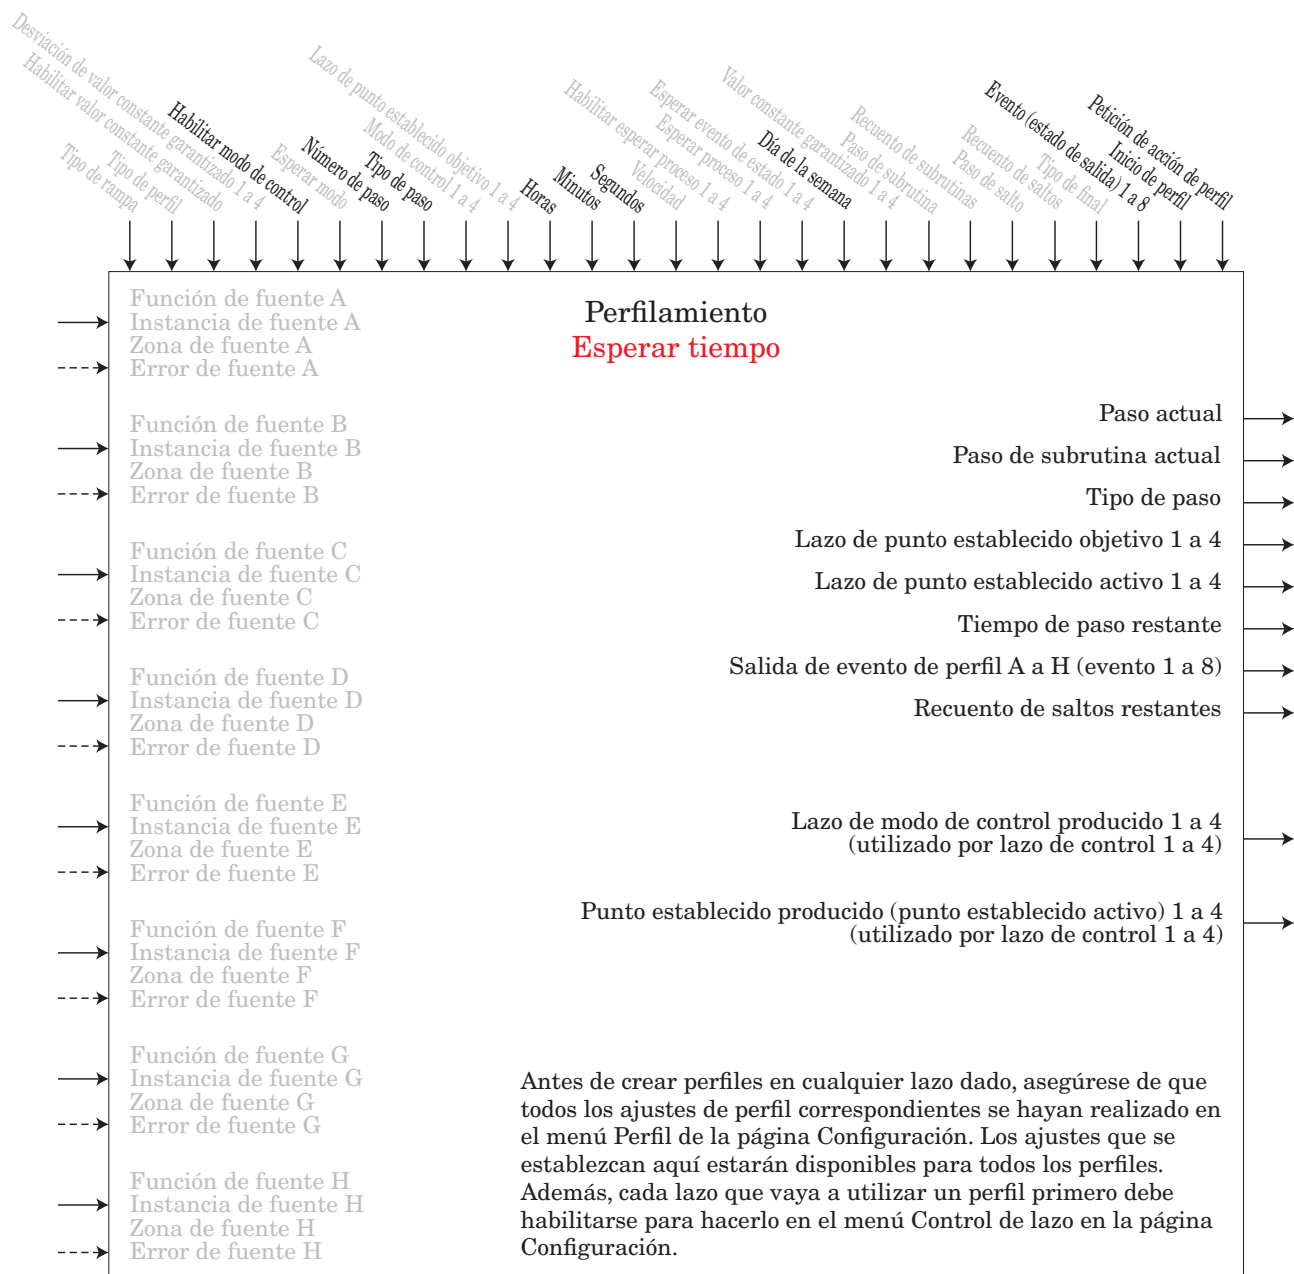 Tipo de rampa
Tipo de perfil
Habilitar valor constante garantizado
Desviación de valor constante garantizado 1 a 4
Habilitar modo de control
Esperar modo
Número de paso
Tipo de paso
Modo de control 1 a 4
Lazo de punto establecido objetivo 1 a 4
Horas
Minutos
Segundos
Velocidad
Habilitar esperar proceso 1 a 4
Esperar proceso 1 a 4
Esperar evento de estado 1 a 4
Día de la semana
Valor constante garantizado 1 a 4
Paso de subrutina
Recuento de subrutinas
Paso de salto
Recuento de saltos
Tipo de final
Evento (estado de salida) 1 a 8
Inicio de perfil
Petición de acción de perfil
Perfilamiento
Esperar tiempo
Función de fuente A
Instancia de fuente A
Zona de fuente A
Error de fuente A
Función de fuente B
Instancia de fuente B
Zona de fuente B
Error de fuente B
Función de fuente C
Instancia de fuente C
Zona de fuente C
Error de fuente C
Función de fuente D
Instancia de fuente D
Zona de fuente D
Error de fuente D
Función de fuente E
Instancia de fuente E
Zona de fuente E
Error de fuente E
Función de fuente F
Instancia de fuente F
Zona de fuente F
Error de fuente F
Función de fuente G
Instancia de fuente G
Zona de fuente G
Error de fuente G
Función de fuente H
Instancia de fuente H
Zona de fuente H
Error de fuente H
Paso actual
Paso de subrutina actual
Tipo de paso
Lazo de punto establecido objetivo 1 a 4
Lazo de punto establecido activo 1 a 4
Tiempo de paso restante
Salida de evento de perfil A a H (evento 1 a 8)
Recuento de saltos restantes
Lazo de modo de control producido 1 a 4
(utilizado por lazo de control 1 a 4)
Punto establecido producido (punto establecido activo) 1 a 4
(utilizado por lazo de control 1 a 4)
Antes de crear perfiles en cualquier lazo dado, asegúrese de que
todos los ajustes de perfil correspondientes se hayan realizado en
el menú Perfil de la página Configuración. Los ajustes que se
establezcan aquí estarán disponibles para todos los perfiles.
Además, cada lazo que vaya a utilizar un perfil primero debe
habilitarse para hacerlo en el menú Control de lazo en la página
Configuración.